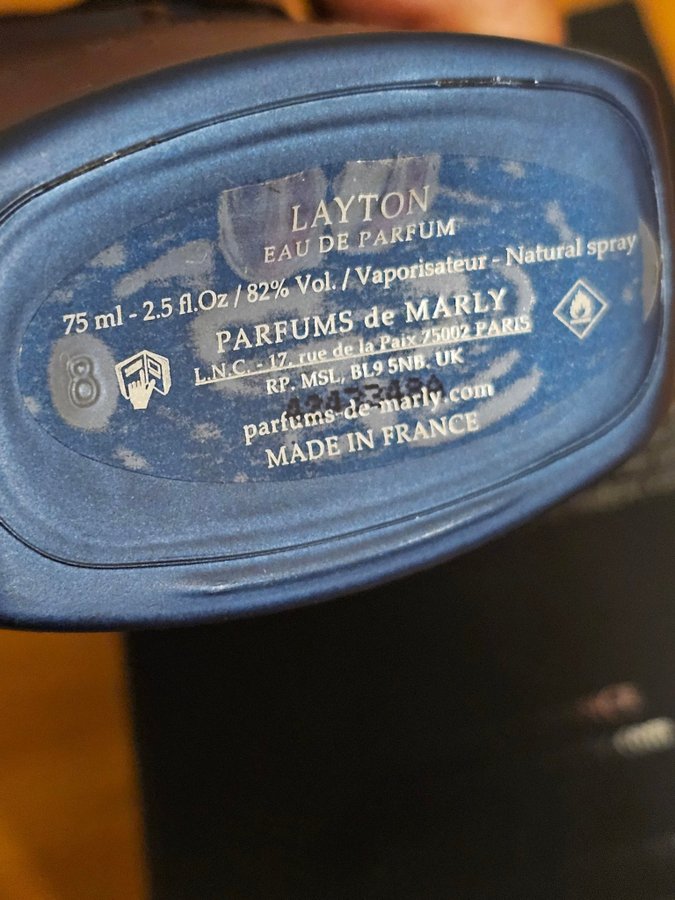 LAYTON
EAU DE PARFUM
75 ml - 2.5 fl.Oz / 82% Vol. / Vaporisateur - Natural spray
PARFUMS de MARLY
L.N.C. - 17, rue de la Paix 75002 PARIS
RP. MSL, BL9 5NB, UK
parfums-de-marly.com
MADE IN FRANCE
8